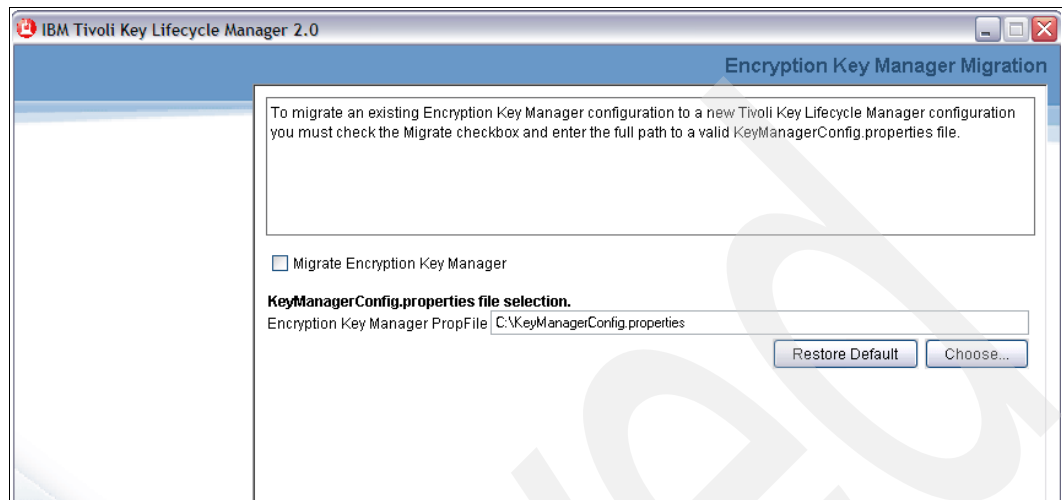 IBM Tivoli Key Lifecycle Manager 2.0
Encryption Key Manager Migration
To migrate an existing Encryption Key Manager configuration to a new Tivoli Key Lifecycle Manager configuration
you must check the Migrate checkbox and enter the full path to a valid KeyManagerConfig.properties file.
Migrate Encryption Key Manager
KeyManagerConfig.properties file selection.
Encryption Key Manager PropFile C:\KeyManagerConfig.properties
Restore Default Choose...